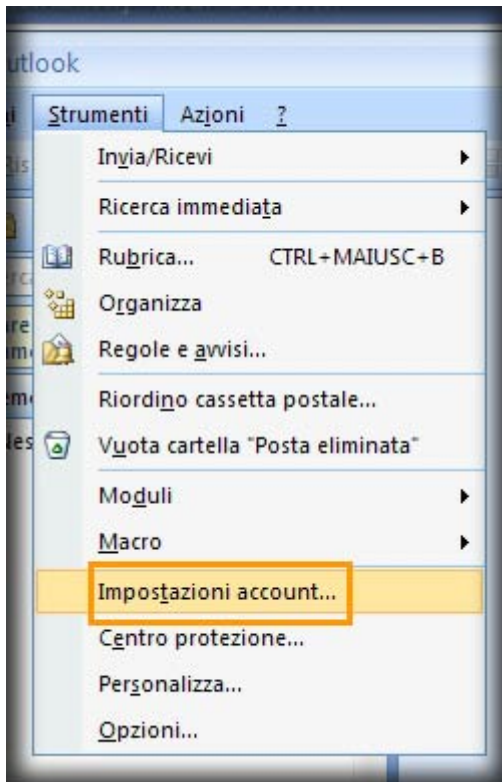 utlook
Strumenti Azioni ?
Invia/Ricevi
Ricerca immediata
Rubrica... CTRL+MAIUSC+B
Organizza
Regole e avvisi...
Riordino cassetta postale...
Vuota cartella "Posta eliminata"
Moduli
Macro
Impostazioni account...
Centro protezione...
Personalizza...
Opzioni...